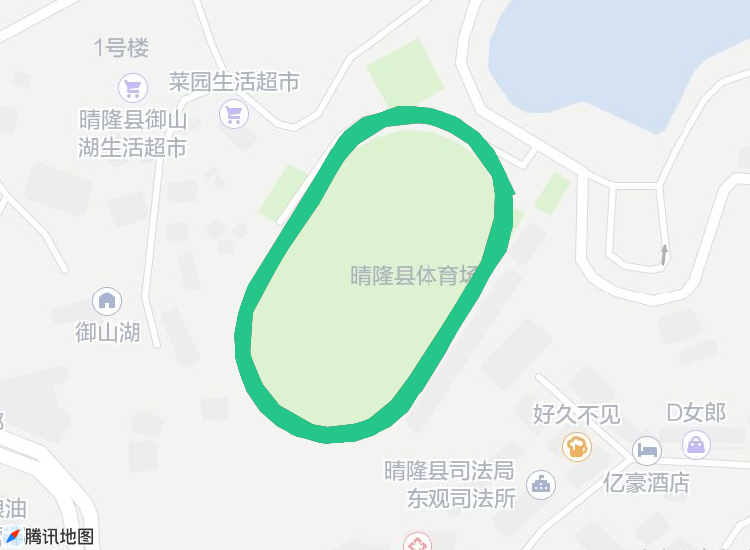 1号楼
菜园生活超市
晴隆县御山
湖生活超市
晴隆县体育场
御山湖
好久不见
D女郎
晴隆县司法局
东观司法所
亿豪酒店
腾讯地图